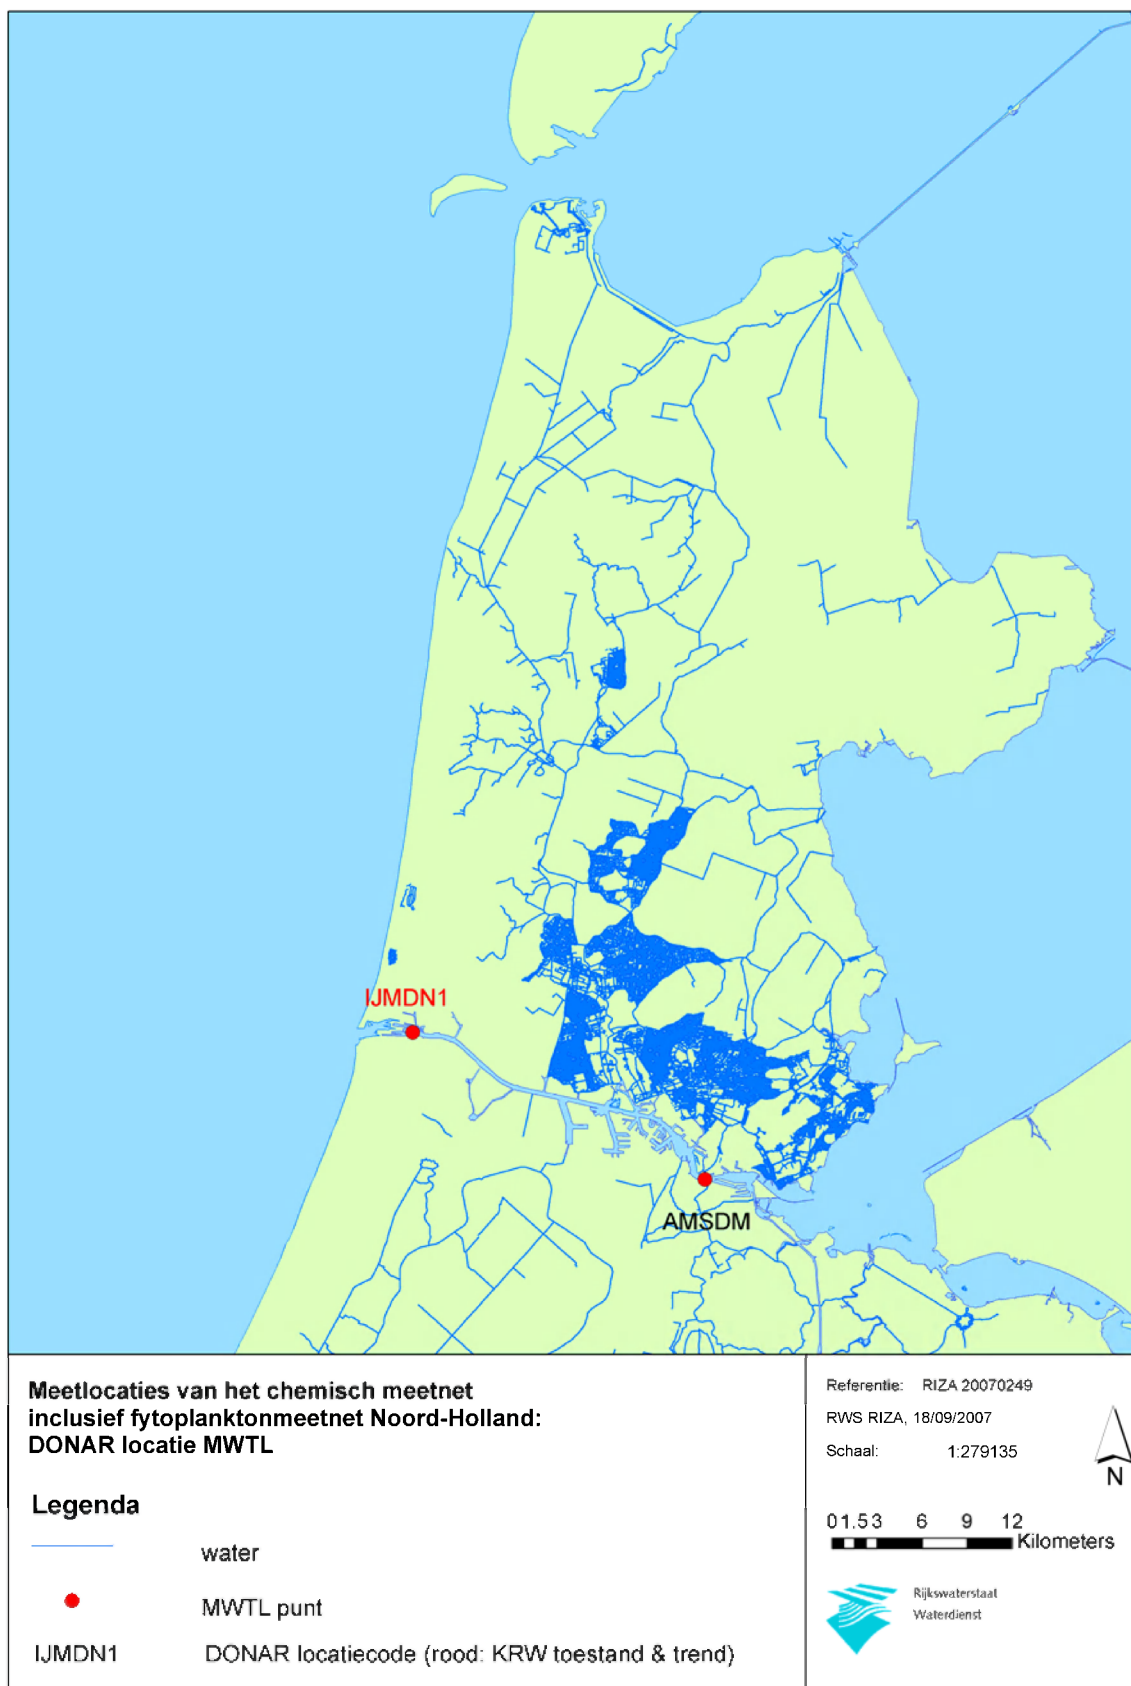 IJMDN1
AMSDM
Meetlocaties van het chemisch meetnet
inclusief fytoplanktonmeetnet Noord-Holland:
DONAR locatie MWTL
Legenda
water
MWTL punt
IJMDN1 DONAR locatiecode (rood: KRW toestand & trend)
Referentie: RIZA 20070249
RWS RIZA, 18/09/2007
Schaal: 1:279135
N
0 1.5 3 6 9 12
Kilometers
Rijkswaterstaat
Waterdienst